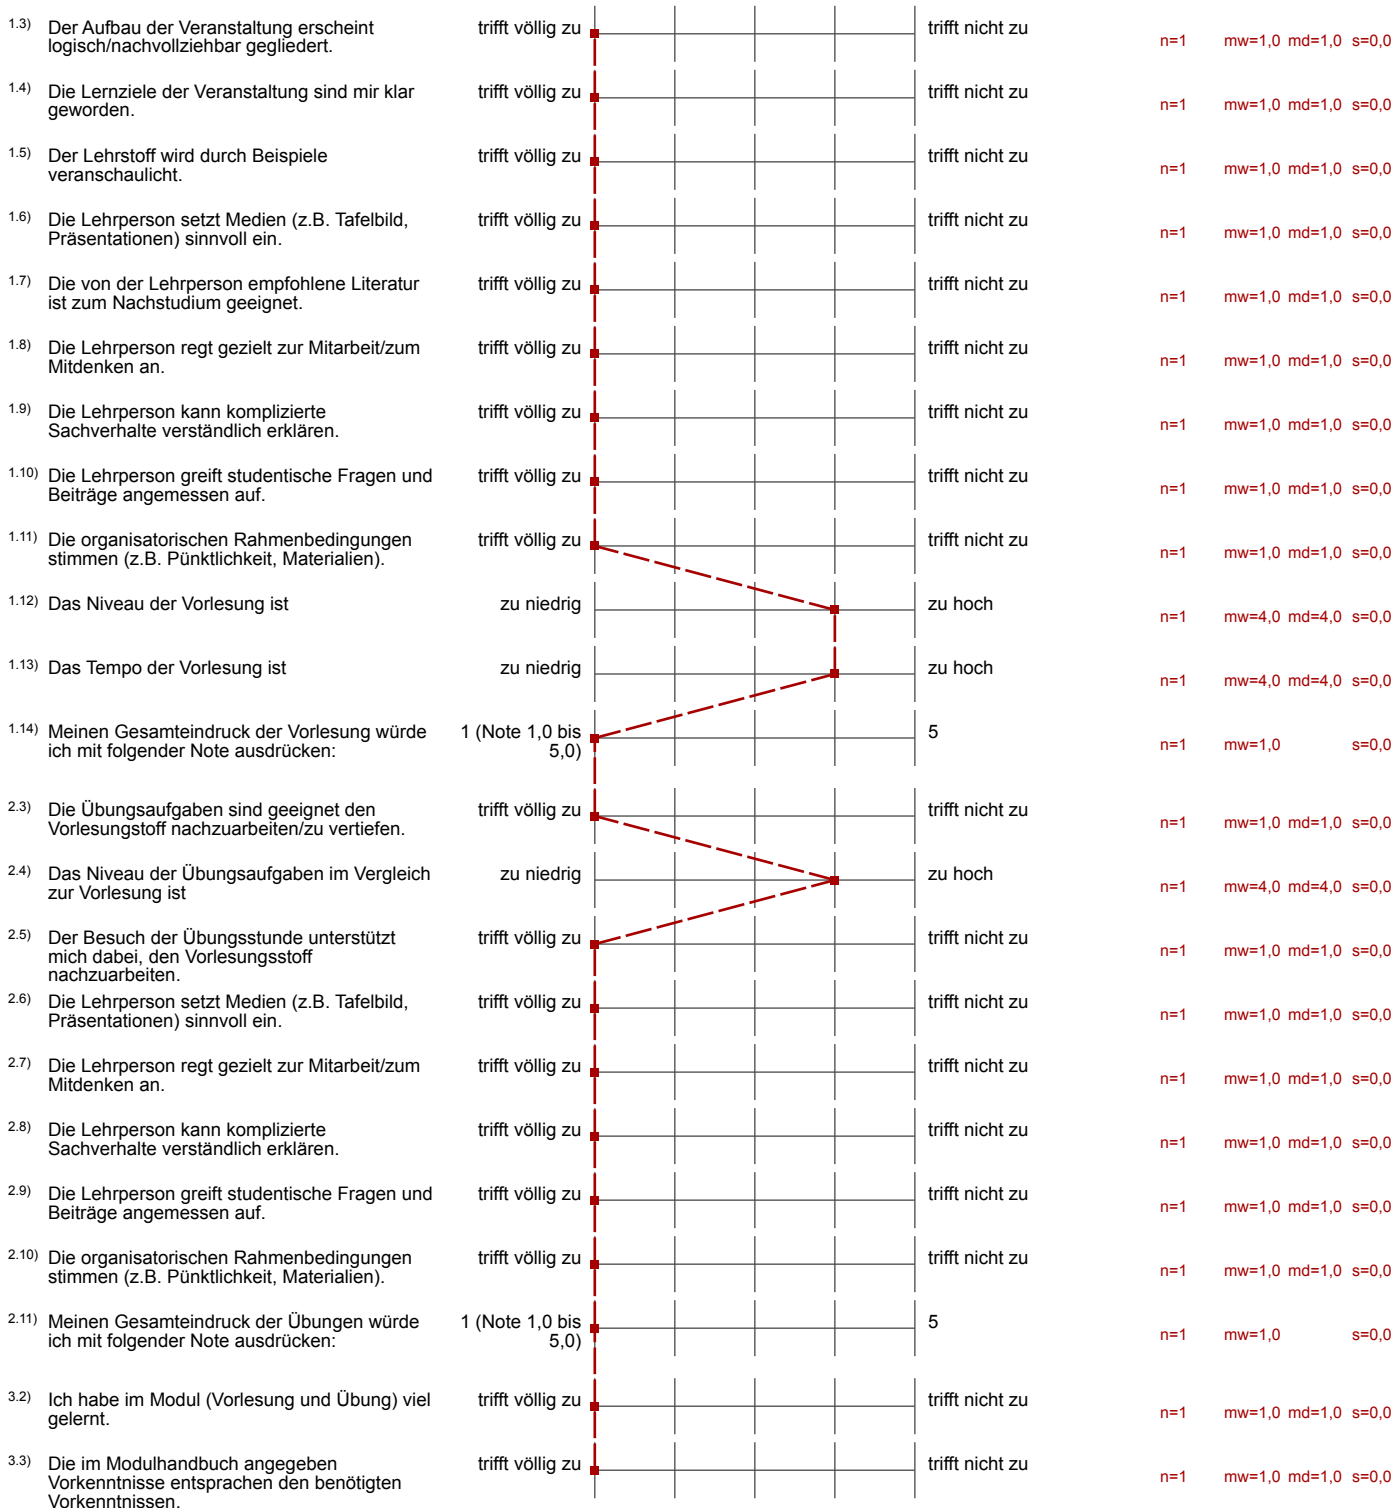 1.3) Der Aufbau der Veranstaltung erscheint trifft völlig zu trifft nicht zu
logisch/nachvollziehbar gegliedert. n=1 mw=1,0 md=1,0 s=0,0
1.4) Die Lernziele der Veranstaltung sind mir klar trifft völlig zu trifft nicht zu
geworden. n=1 mw=1,0 md=1,0 s=0,0
1.5) Der Lehrstoff wird durch Beispiele trifft völlig zu trifft nicht zu
veranschaulicht. n=1 mw=1,0 md=1,0 s=0,0
1.6) Die Lehrperson setzt Medien (z.B. Tafelbild, trifft völlig zu trifft nicht zu
Präsentationen) sinnvoll ein. n=1 mw=1,0 md=1,0 s=0,0
1.7) Die von der Lehrperson empfohlene Literatur trifft völlig zu trifft nicht zu
ist zum Nachstudium geeignet. n=1 mw=1,0 md=1,0 s=0,0
1.8) Die Lehrperson regt gezielt zur Mitarbeit/zum trifft völlig zu trifft nicht zu
Mitdenken an. n=1 mw=1,0 md=1,0 s=0,0
1.9) Die Lehrperson kann komplizierte trifft völlig zu trifft nicht zu
Sachverhalte verständlich erklären. n=1 mw=1,0 md=1,0 s=0,0
1.10) Die Lehrperson greift studentische Fragen und trifft völlig zu trifft nicht zu
Beiträge angemessen auf. n=1 mw=1,0 md=1,0 s=0,0
1.11) Die organisatorischen Rahmenbedingungen trifft völlig zu trifft nicht zu
stimmen (z.B. Pünktlichkeit, Materialien). n=1 mw=1,0 md=1,0 s=0,0
1.12) Das Niveau der Vorlesung ist zu niedrig zu hoch
n=1 mw=4,0 md=4,0 s=0,0
1.13) Das Tempo der Vorlesung ist zu niedrig zu hoch
n=1 mw=4,0 md=4,0 s=0,0
1.14) Meinen Gesamteindruck der Vorlesung würde 1 (Note 1,0 bis 5
ich mit folgender Note ausdrücken: 5,0) n=1 mw=1,0 s=0,0
2.3) Die Übungsaufgaben sind geeignet den trifft völlig zu trifft nicht zu
Vorlesungstoff nachzuarbeiten/zu vertiefen. n=1 mw=1,0 md=1,0 s=0,0
2.4) Das Niveau der Übungsaufgaben im Vergleich zu niedrig zu hoch
zur Vorlesung ist n=1 mw=4,0 md=4,0 s=0,0
2.5) Der Besuch der Übungsstunde unterstützt trifft völlig zu trifft nicht zu
mich dabei, den Vorlesungsstoff n=1 mw=1,0 md=1,0 s=0,0
nachzuarbeiten.
2.6) Die Lehrperson setzt Medien (z.B. Tafelbild, trifft völlig zu trifft nicht zu
Präsentationen) sinnvoll ein. n=1 mw=1,0 md=1,0 s=0,0
2.7) Die Lehrperson regt gezielt zur Mitarbeit/zum trifft völlig zu trifft nicht zu
Mitdenken an. n=1 mw=1,0 md=1,0 s=0,0
2.8) Die Lehrperson kann komplizierte trifft völlig zu trifft nicht zu
Sachverhalte verständlich erklären. n=1 mw=1,0 md=1,0 s=0,0
2.9) Die Lehrperson greift studentische Fragen und trifft völlig zu trifft nicht zu
Beiträge angemessen auf. n=1 mw=1,0 md=1,0 s=0,0
2.10) Die organisatorischen Rahmenbedingungen trifft völlig zu trifft nicht zu
stimmen (z.B. Pünktlichkeit, Materialien). n=1 mw=1,0 md=1,0 s=0,0
2.11) Meinen Gesamteindruck der Übungen würde 1 (Note 1,0 bis 5
ich mit folgender Note ausdrücken: 5,0) n=1 mw=1,0 s=0,0
3.2) Ich habe im Modul (Vorlesung und Übung) viel trifft völlig zu trifft nicht zu
gelernt. n=1 mw=1,0 md=1,0 s=0,0
3.3) Die im Modulhandbuch angegeben trifft völlig zu trifft nicht zu
Vorkenntnisse entsprachen den benötigten n=1 mw=1,0 md=1,0 s=0,0
Vorkenntnissen.